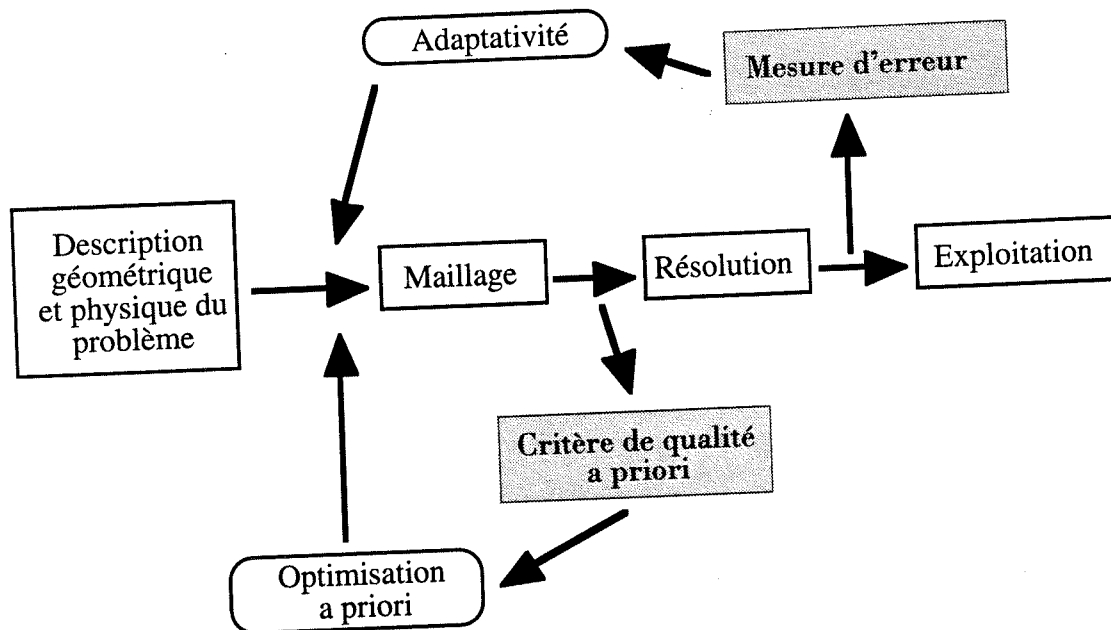 Adaptativité
Mesure d'erreur
Description
géométrique
et physique du
problème
Maillage
Résolution
Exploitation
Critère de qualité
a priori
Optimisation
a priori